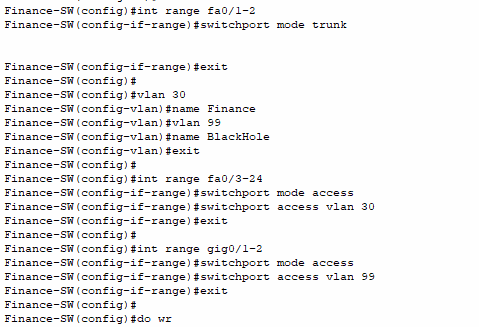 Finance-SW(config)#int range fa0/1-2
Finance-SW(config-if-range)#switchport mode trunk
Finance-SW(config-if-range)#exit
Finance-SW(config)#
Finance-SW(config)#vlan 30
Finance-SW(config-vlan)#name Finance
Finance-SW(config-vlan)#vlan 99
Finance-SW(config-vlan)#name BlackHole
Finance-SW(config-vlan)#exit
Finance-SW(config)#
Finance-SW(config)#int range fa0/3-24
Finance-SW(config-if-range)#switchport mode access
Finance-SW(config-if-range)#switchport access vlan 30
Finance-SW(config-if-range)#exit
Finance-SW(config)#
Finance-SW(config)#int range gig0/1-2
Finance-SW(config-if-range)#switchport mode access
Finance-SW(config-if-range)#switchport access vlan 99
Finance-SW(config-if-range)#exit
Finance-SW(config)#
Finance-SW(config)#do wr